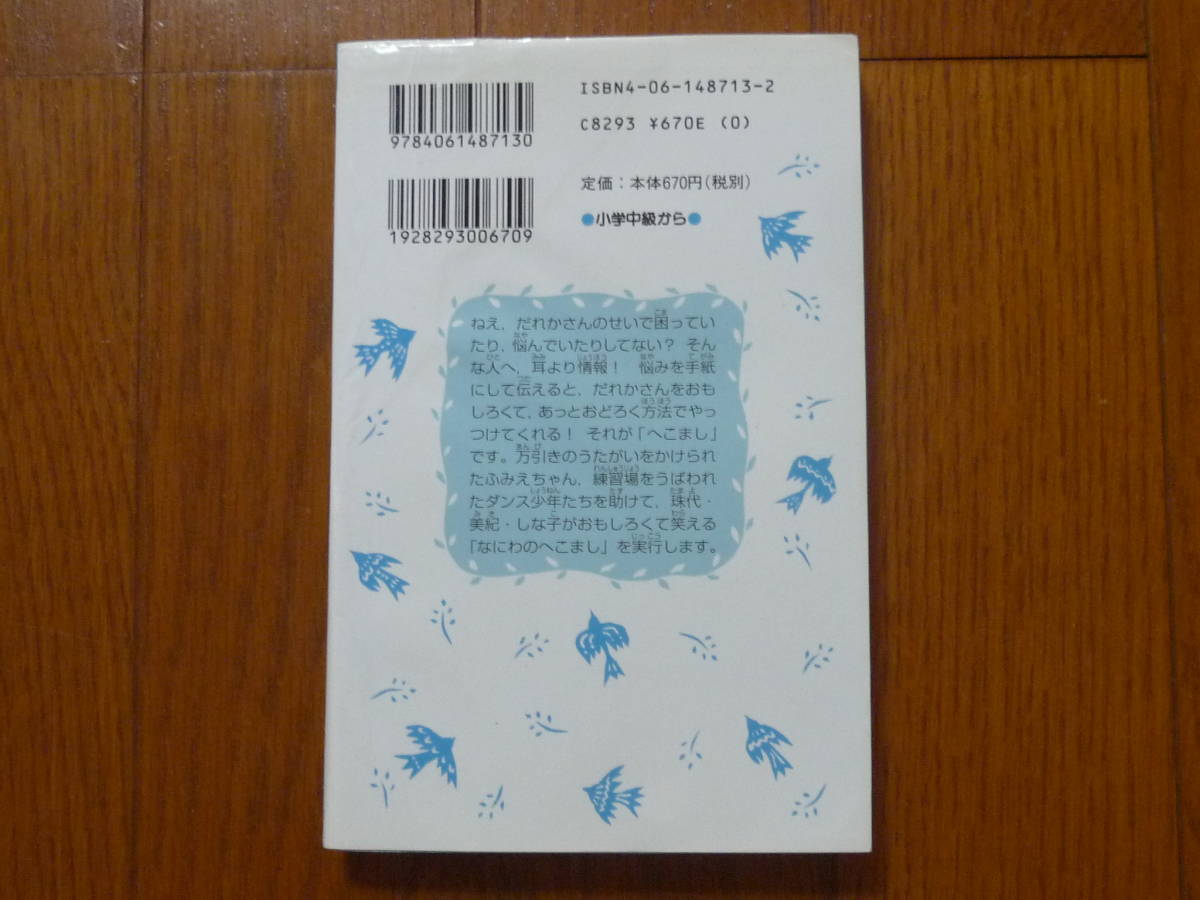 ISBN4-06-148713-2
C8293 ¥670E (0)
9784061487130
定価：本体670円(税別)
●小学中級から●
1928293006709
ねえ、だれかさんのせいで困ってい
たり、悩んでいたりしてない？ そん
な人へ、耳より情報！ 悩みを手紙
にして伝えると、だれかさんをおも
しろくて、あっとおどろく方法でやっ
つけてくれる！ それが「へこまし」
です。万引きのうたがいをかけられ
たふみえちゃん、練習場をうばわれ
たダンス少年たちを助けて、珠代・
美紀・しな子がおもしろくて笑える
「なにわのへこまし」を実行します。